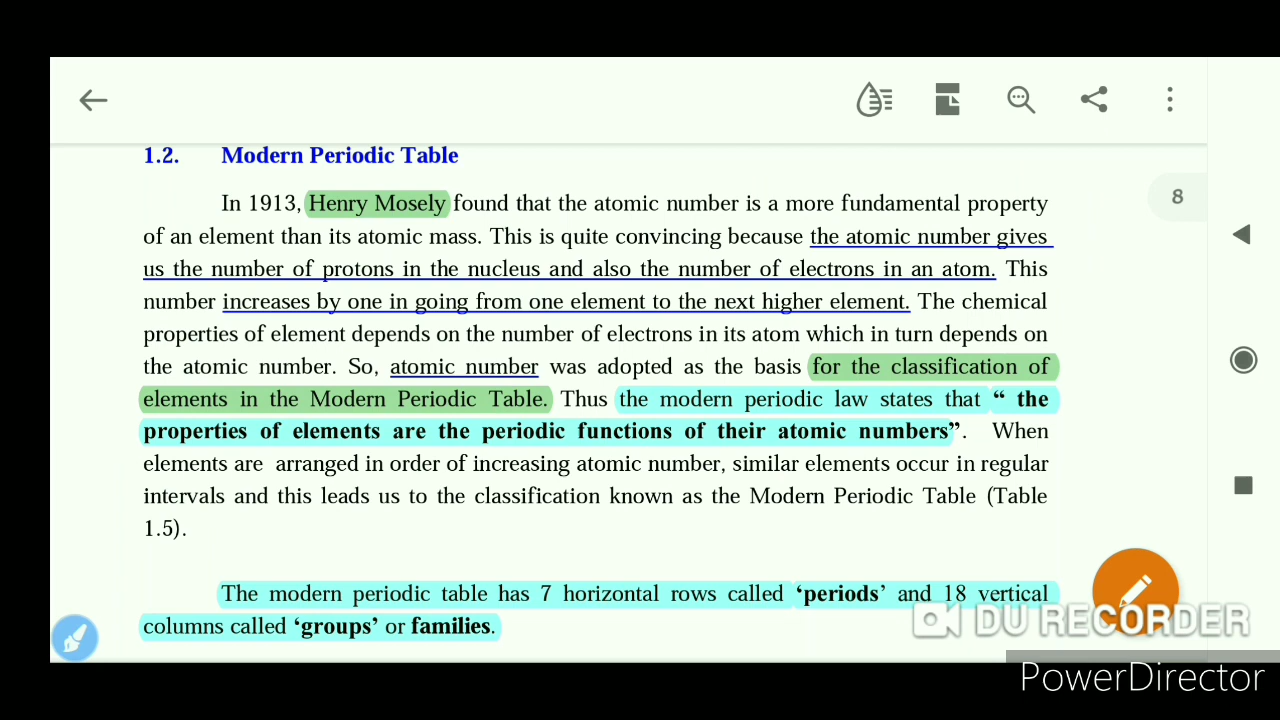 1.2. Modern Periodic Table
In 1913, Henry Mosely found that the atomic number is a more fundamental property
8
of an element than its atomic mass. This is quite convincing because the atomic number gives
us the number of protons in the nucleus and also the number of electrons in an atom. This
number increases by one in going from one element to the next higher element. The chemical
properties of element depends on the number of electrons in its atom which in turn depends on
the atomic number. So, atomic number was adopted as the basis for the classification of
elements in the Modern Periodic Table. Thus the modern periodic law states that “ the
properties of elements are the periodic functions of their atomic numbers”. When
elements are arranged in order of increasing atomic number, similar elements occur in regular
intervals and this leads us to the classification known as the Modern Periodic Table (Table
1.5).
The modern periodic table has 7 horizontal rows called ‘periods’ and 18 vertical
columns called ‘groups’ or families.
DU RECORDER
PowerDirector